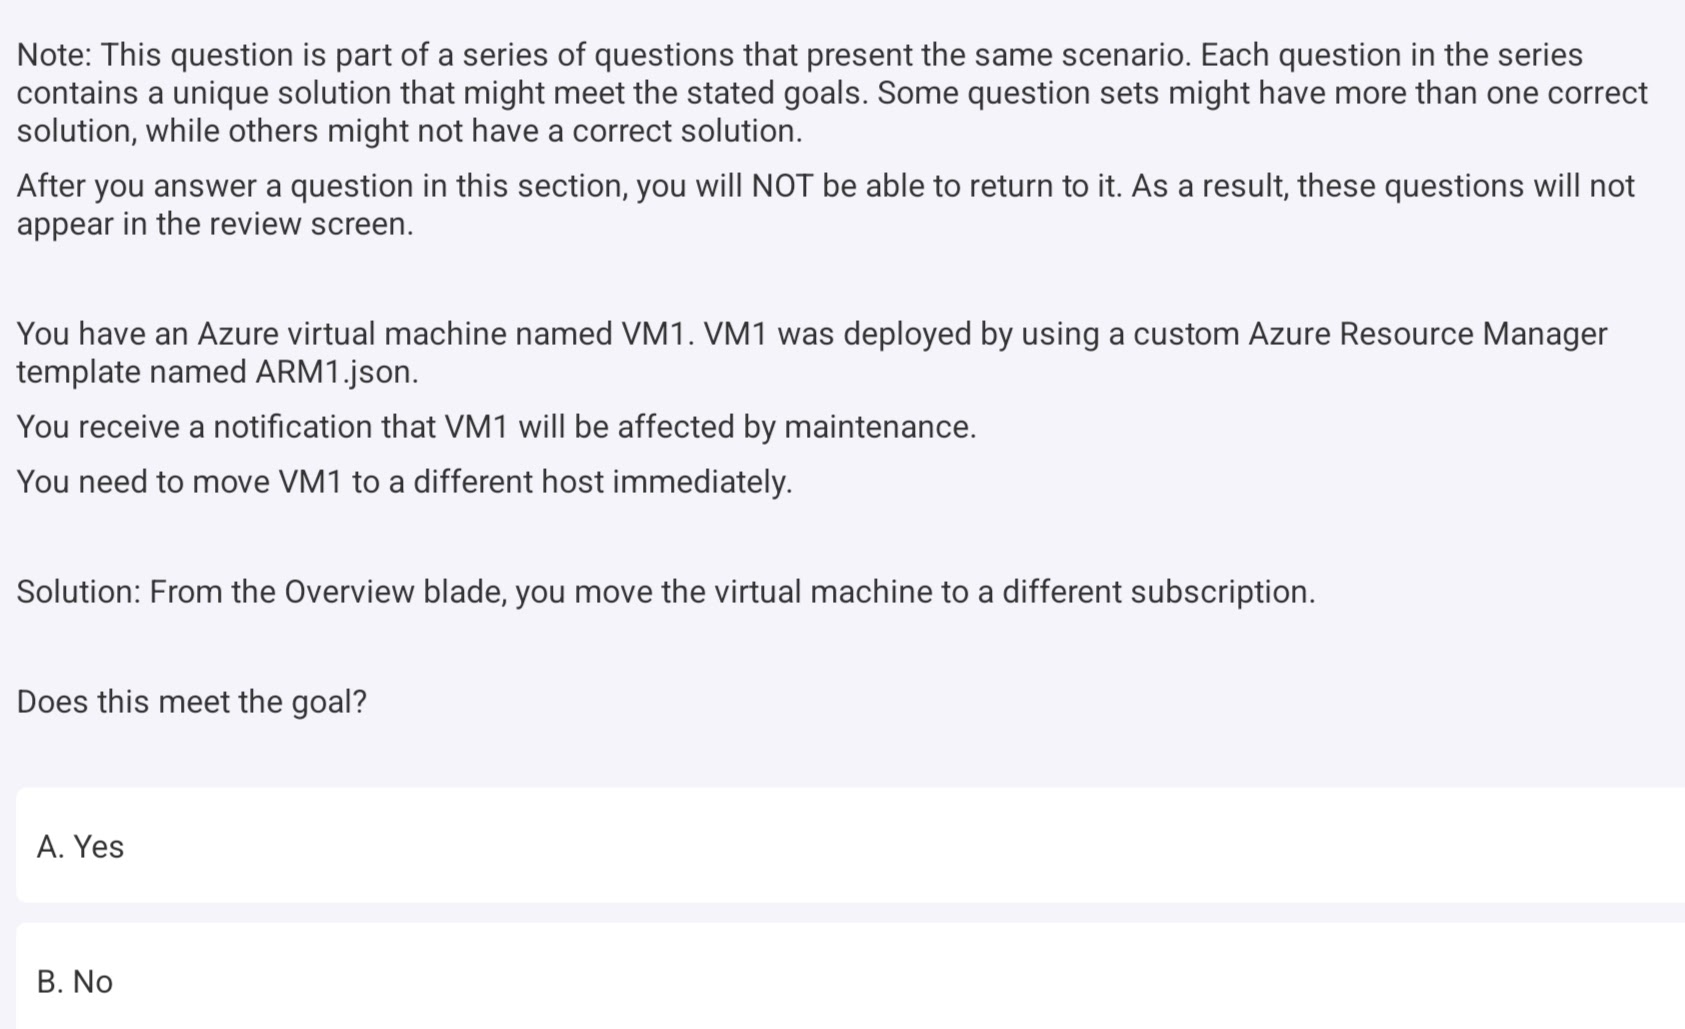 Note: This question is part of a series of questions that present the same scenario. Each question in the series
contains a unique solution that might meet the stated goals. Some question sets might have more than one correct
solution, while others might not have a correct solution.
After you answer a question in this section, you will NOT be able to return to it. As a result, these questions will not
appear in the review screen.
You have an Azure virtual machine named VM1. VM1 was deployed by using a custom Azure Resource Manager
template named ARM1.json.
You receive a notification that VM1 will be affected by maintenance.
You need to move VM1 to a different host immediately.
Solution: From the Overview blade, you move the virtual machine to a different subscription.
Does this meet the goal?
A. Yes
B. No